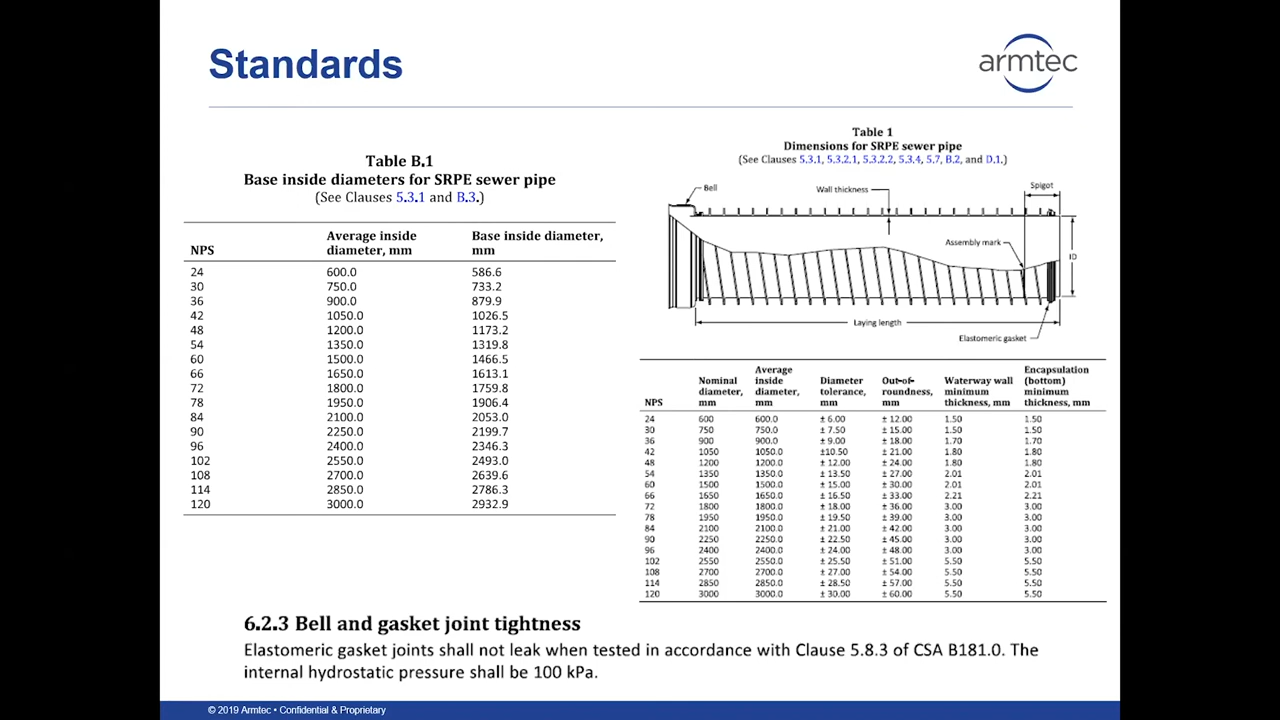 Standards
armtec
Table B.1
Base inside diameters for SRPE sewer pipe
(See Clauses 5.3.1 and B.3.)
NPS Average inside diameter, mm Base inside diameter, mm
24 600.0 586.6
30 750.0 733.2
36 900.0 879.9
42 1050.0 1026.5
48 1200.0 1173.2
54 1350.0 1319.8
60 1500.0 1466.5
66 1650.0 1613.1
72 1800.0 1759.8
78 1950.0 1906.4
84 2100.0 2053.0
90 2250.0 2199.7
96 2400.0 2346.3
102 2550.0 2493.0
108 2700.0 2639.6
114 2850.0 2786.3
120 3000.0 2932.9
Table 1
Dimensions for SRPE sewer pipe
(See Clauses 5.3.1, 5.3.2.1, 5.3.2.2, 5.3.4, 5.7, B.2, and D.1.)
Bell
Wall thickness
Spigot
Assembly mark
ID
Laying length
Elastomeric gasket
NPS Nominal diameter, mm Average inside diameter, mm Diameter tolerance, mm Out-of-roundness, mm Waterway wall minimum thickness, mm Encapsulation (bottom) minimum thickness, mm
24 600 600.0 ± 6.00 ± 12.00 1.50 1.50
30 750 750.0 ± 7.50 ± 15.00 1.50 1.50
36 900 900.0 ± 9.00 ± 18.00 1.70 1.70
42 1050 1050.0 ±10.50 ± 21.00 1.80 1.80
48 1200 1200.0 ± 12.00 ± 24.00 1.80 1.80
54 1350 1350.0 ± 13.50 ± 27.00 2.01 2.01
60 1500 1500.0 ± 15.00 ± 30.00 2.01 2.01
66 1650 1650.0 ± 16.50 ± 33.00 2.21 2.21
72 1800 1800.0 ± 18.00 ± 36.00 3.00 3.00
78 1950 1950.0 ± 19.50 ± 39.00 3.00 3.00
84 2100 2100.0 ± 21.00 ± 42.00 3.00 3.00
90 2250 2250.0 ± 22.50 ± 45.00 3.00 3.00
96 2400 2400.0 ± 24.00 ± 48.00 3.00 3.00
102 2550 2550.0 ± 25.50 ± 51.00 5.50 5.50
108 2700 2700.0 ± 27.00 ± 54.00 5.50 5.50
114 2850 2850.0 ± 28.50 ± 57.00 5.50 5.50
120 3000 3000.0 ± 30.00 ± 60.00 5.50 5.50
6.2.3 Bell and gasket joint tightness
Elastomeric gasket joints shall not leak when tested in accordance with Clause 5.8.3 of CSA B181.0. The
internal hydrostatic pressure shall be 100 kPa.
© 2019 Armtec • Confidential & Proprietary